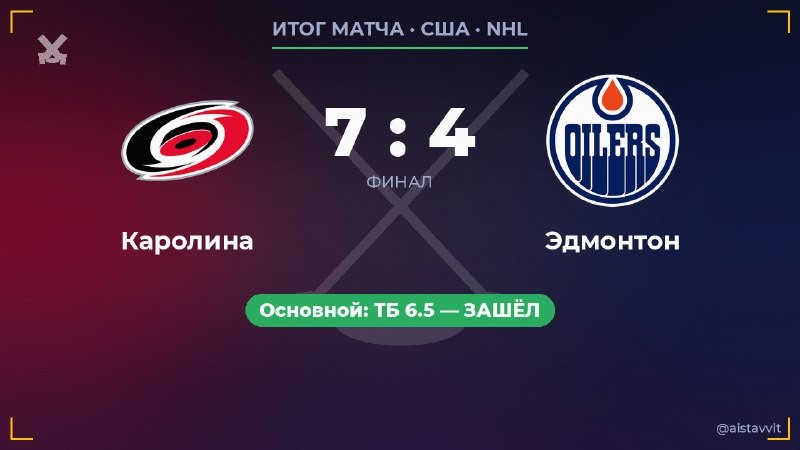 ИТОГ МАТЧА · США · NHL
7 : 4
OILERS
ФИНАЛ
Каролина
Эдмонтон
Основной: ТБ 6.5 — ЗАШЁЛ
@aistavvit